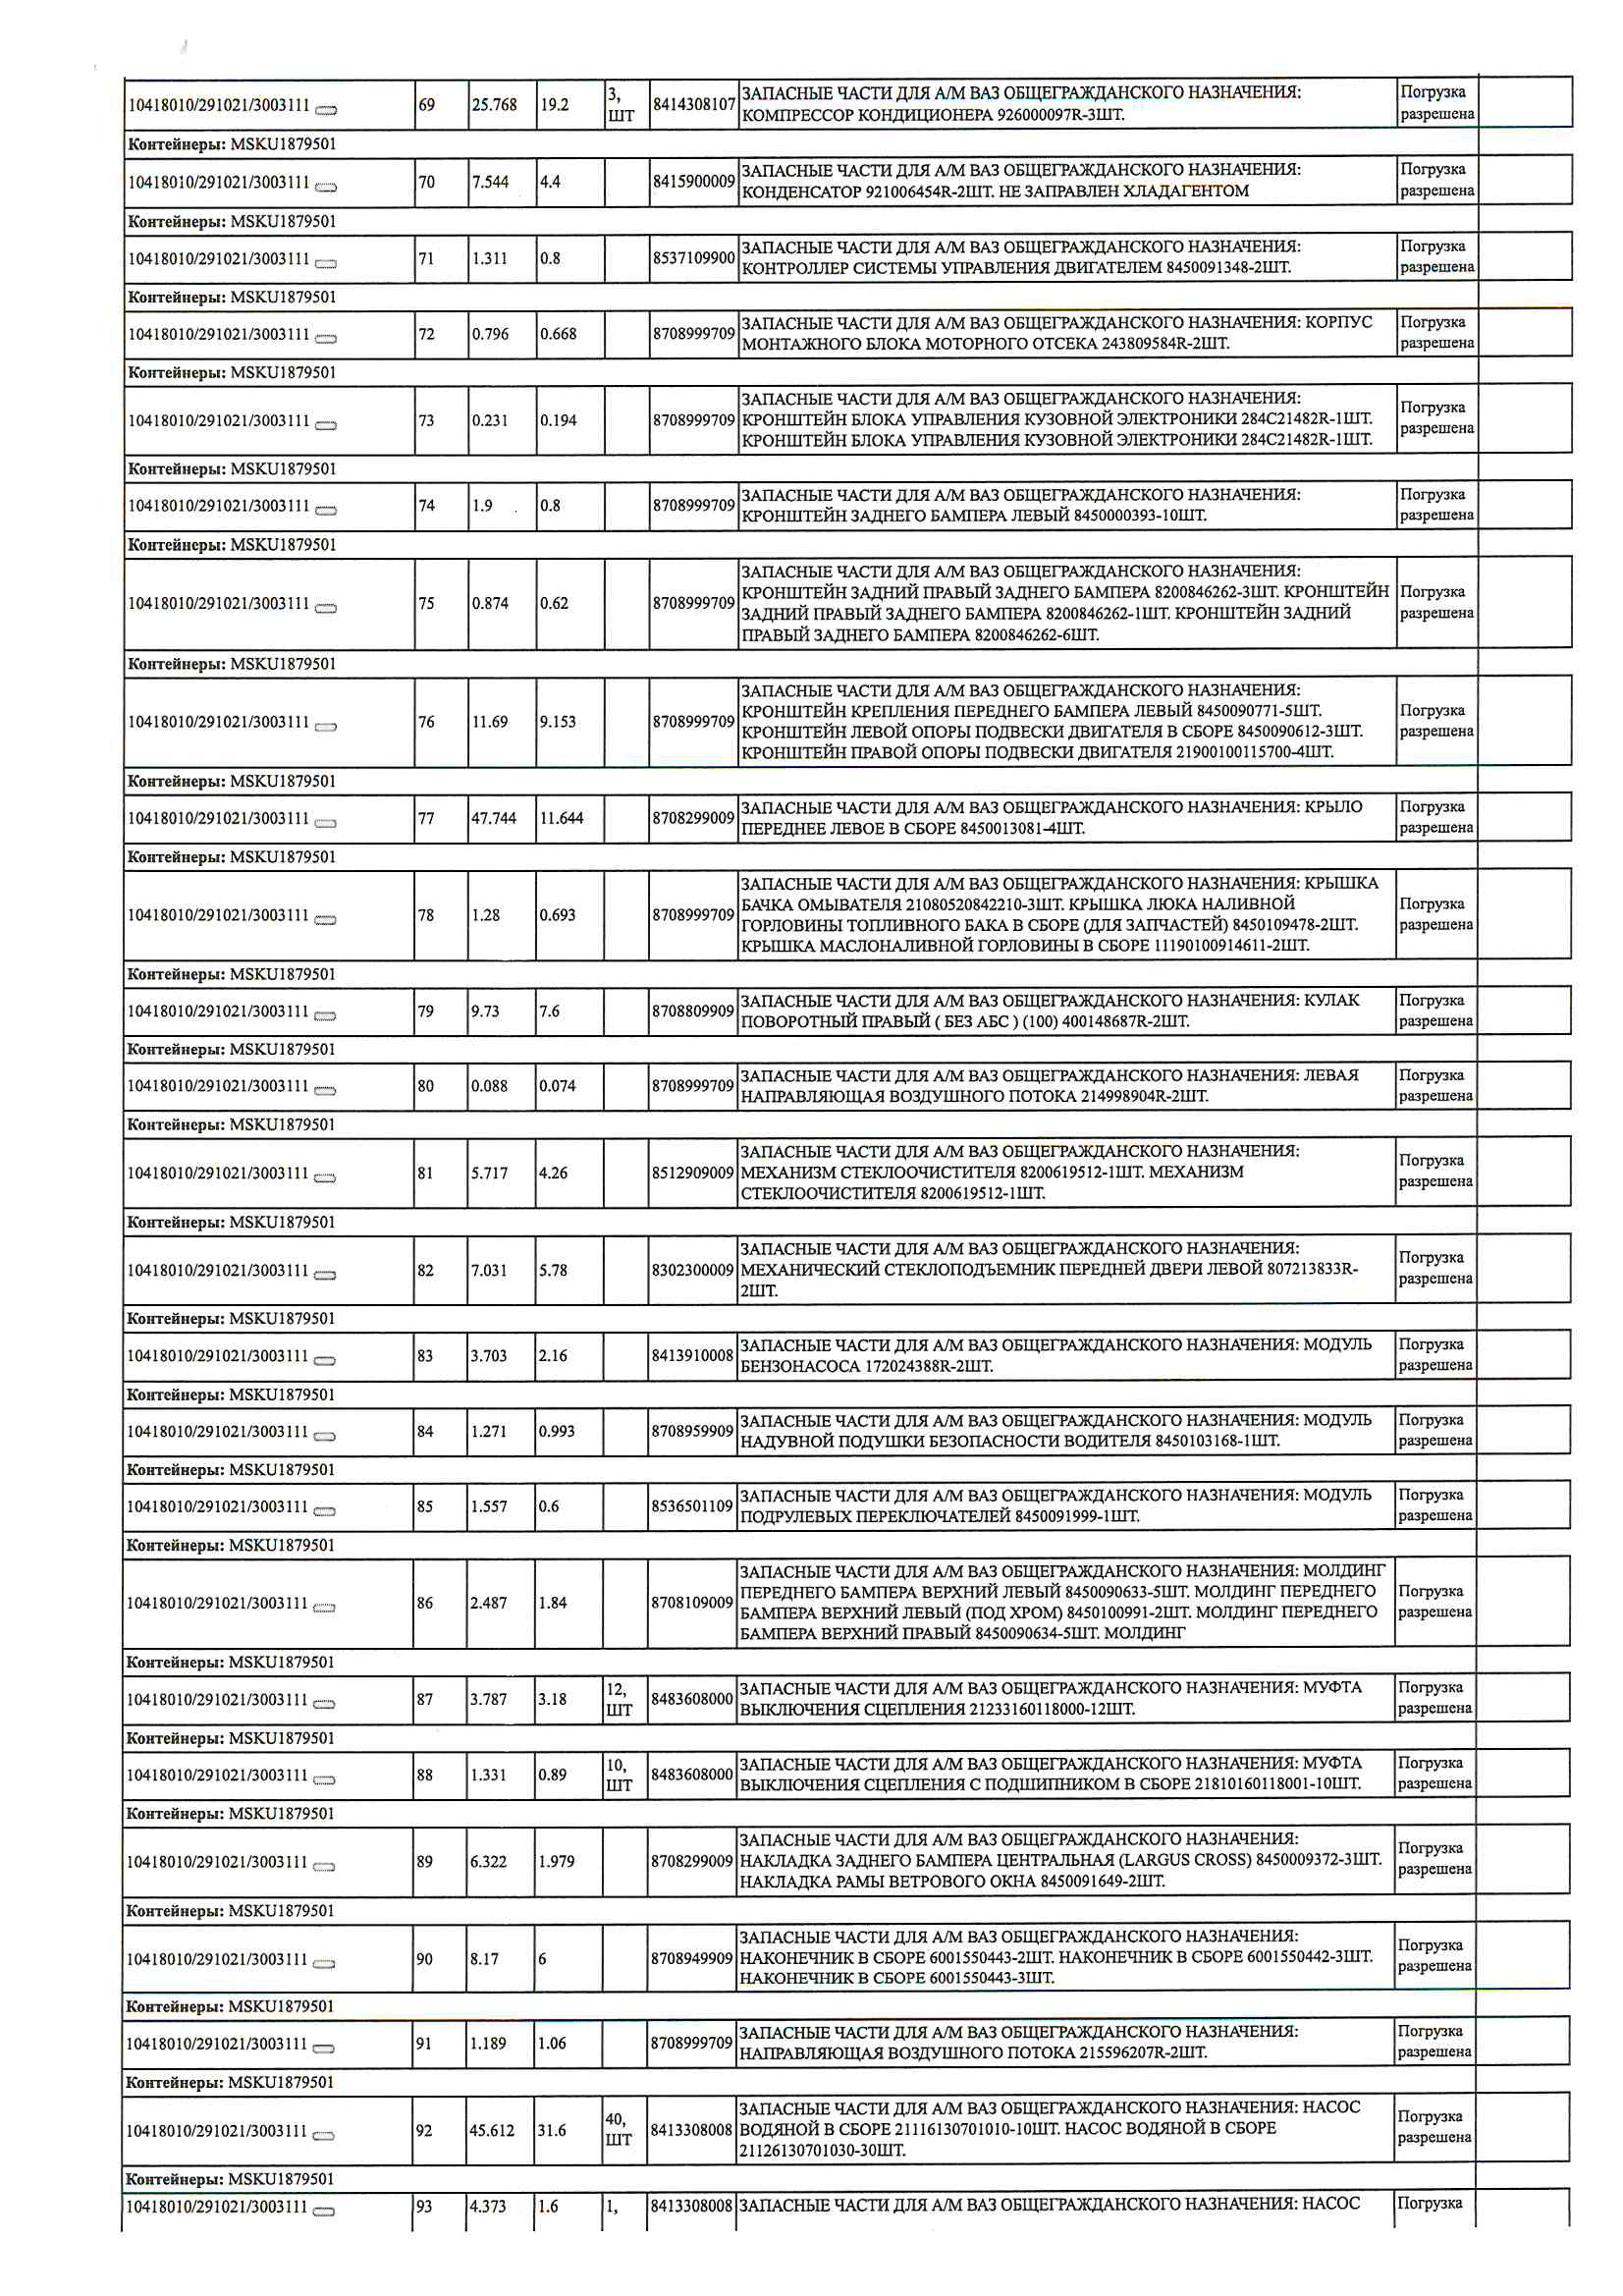 10418010/291021/3003111 69 25.768 19.2 3, ШТ 8414308107 ЗАПАСНЫЕ ЧАСТИ ДЛЯ А/М ВАЗ ОБЩЕГРАЖДАНСКОГО НАЗНАЧЕНИЯ: Погрузка
КОМПРЕССОР КОНДИЦИОНЕРА 926000097R-3ШТ. разрешена
Контейнеры: MSKU1879501
10418010/291021/3003111 70 7.544 4.4 8415900009 ЗАПАСНЫЕ ЧАСТИ ДЛЯ А/М ВАЗ ОБЩЕГРАЖДАНСКОГО НАЗНАЧЕНИЯ: Погрузка
КОНДЕНСАТОР 921006454R-2ШТ. НЕ ЗАПРАВЛЕН ХЛАДАГЕНТОМ разрешена
Контейнеры: MSKU1879501
10418010/291021/3003111 71 1.311 0.8 8537109900 ЗАПАСНЫЕ ЧАСТИ ДЛЯ А/М ВАЗ ОБЩЕГРАЖДАНСКОГО НАЗНАЧЕНИЯ: Погрузка
КОНТРОЛЛЕР СИСТЕМЫ УПРАВЛЕНИЯ ДВИГАТЕЛЕМ 8450091348-2ШТ. разрешена
Контейнеры: MSKU1879501
10418010/291021/3003111 72 0.796 0.668 8708999709 ЗАПАСНЫЕ ЧАСТИ ДЛЯ А/М ВАЗ ОБЩЕГРАЖДАНСКОГО НАЗНАЧЕНИЯ: КОРПУС Погрузка
МОНТАЖНОГО БЛОКА МОТОРНОГО ОТСЕКА 243809584R-2ШТ. разрешена
Контейнеры: MSKU1879501
10418010/291021/3003111 73 0.231 0.194 8708999709 ЗАПАСНЫЕ ЧАСТИ ДЛЯ А/М ВАЗ ОБЩЕГРАЖДАНСКОГО НАЗНАЧЕНИЯ: Погрузка
КРОНШТЕЙН БЛОКА УПРАВЛЕНИЯ КУЗОВНОЙ ЭЛЕКТРОНИКИ 284C21482R-1ШТ. разрешена
КРОНШТЕЙН БЛОКА УПРАВЛЕНИЯ КУЗОВНОЙ ЭЛЕКТРОНИКИ 284C21482R-1ШТ.
Контейнеры: MSKU1879501
10418010/291021/3003111 74 1.9 0.8 8708999709 ЗАПАСНЫЕ ЧАСТИ ДЛЯ А/М ВАЗ ОБЩЕГРАЖДАНСКОГО НАЗНАЧЕНИЯ: Погрузка
КРОНШТЕЙН ЗАДНЕГО БАМПЕРА ЛЕВЫЙ 8450000393-10ШТ. разрешена
Контейнеры: MSKU1879501
10418010/291021/3003111 75 0.874 0.62 8708999709 ЗАПАСНЫЕ ЧАСТИ ДЛЯ А/М ВАЗ ОБЩЕГРАЖДАНСКОГО НАЗНАЧЕНИЯ: Погрузка
КРОНШТЕЙН ЗАДНИЙ ПРАВЫЙ ЗАДНЕГО БАМПЕРА 8200846262-3ШТ. КРОНШТЕЙН разрешена
ЗАДНИЙ ПРАВЫЙ ЗАДНЕГО БАМПЕРА 8200846262-1ШТ. КРОНШТЕЙН ЗАДНИЙ
ПРАВЫЙ ЗАДНЕГО БАМПЕРА 8200846262-6ШТ.
Контейнеры: MSKU1879501
10418010/291021/3003111 76 11.69 9.153 8708999709 ЗАПАСНЫЕ ЧАСТИ ДЛЯ А/М ВАЗ ОБЩЕГРАЖДАНСКОГО НАЗНАЧЕНИЯ: Погрузка
КРОНШТЕЙН КРЕПЛЕНИЯ ПЕРЕДНЕГО БАМПЕРА ЛЕВЫЙ 8450090771-5ШТ. разрешена
КРОНШТЕЙН ЛЕВОЙ ОПОРЫ ПОДВЕСКИ ДВИГАТЕЛЯ В СБОРЕ 8450090612-3ШТ.
КРОНШТЕЙН ПРАВОЙ ОПОРЫ ПОДВЕСКИ ДВИГАТЕЛЯ 21900100115700-4ШТ.
Контейнеры: MSKU1879501
10418010/291021/3003111 77 47.744 11.644 8708299009 ЗАПАСНЫЕ ЧАСТИ ДЛЯ А/М ВАЗ ОБЩЕГРАЖДАНСКОГО НАЗНАЧЕНИЯ: КРЫЛО Погрузка
ПЕРЕДНЕЕ ЛЕВОЕ В СБОРЕ 8450013081-4ШТ. разрешена
Контейнеры: MSKU1879501
10418010/291021/3003111 78 1.28 0.693 8708999709 ЗАПАСНЫЕ ЧАСТИ ДЛЯ А/М ВАЗ ОБЩЕГРАЖДАНСКОГО НАЗНАЧЕНИЯ: КРЫШКА Погрузка
БАЧКА ОМЫВАТЕЛЯ 21080520842210-3ШТ. КРЫШКА ЛЮКА НАЛИВНОЙ разрешена
ГОРЛОВИНЫ ТОПЛИВНОГО БАКА В СБОРЕ (ДЛЯ ЗАПЧАСТЕЙ) 8450109478-2ШТ.
КРЫШКА МАСЛОНАЛИВНОЙ ГОРЛОВИНЫ В СБОРЕ 11190100914611-2ШТ.
Контейнеры: MSKU1879501
10418010/291021/3003111 79 9.73 7.6 8708809909 ЗАПАСНЫЕ ЧАСТИ ДЛЯ А/М ВАЗ ОБЩЕГРАЖДАНСКОГО НАЗНАЧЕНИЯ: КУЛАК Погрузка
ПОВОРОТНЫЙ ПРАВЫЙ ( БЕЗ АБС ) (100) 400148687R-2ШТ. разрешена
Контейнеры: MSKU1879501
10418010/291021/3003111 80 0.088 0.074 8708999709 ЗАПАСНЫЕ ЧАСТИ ДЛЯ А/М ВАЗ ОБЩЕГРАЖДАНСКОГО НАЗНАЧЕНИЯ: ЛЕВАЯ Погрузка
НАПРАВЛЯЮЩАЯ ВОЗДУШНОГО ПОТОКА 214998904R-2ШТ. разрешена
Контейнеры: MSKU1879501
10418010/291021/3003111 81 5.717 4.26 8512909009 ЗАПАСНЫЕ ЧАСТИ ДЛЯ А/М ВАЗ ОБЩЕГРАЖДАНСКОГО НАЗНАЧЕНИЯ: Погрузка
МЕХАНИЗМ СТЕКЛООЧИСТИТЕЛЯ 8200619512-1ШТ. МЕХАНИЗМ разрешена
СТЕКЛООЧИСТИТЕЛЯ 8200619512-1ШТ.
Контейнеры: MSKU1879501
10418010/291021/3003111 82 7.031 5.78 8302300009 ЗАПАСНЫЕ ЧАСТИ ДЛЯ А/М ВАЗ ОБЩЕГРАЖДАНСКОГО НАЗНАЧЕНИЯ: Погрузка
МЕХАНИЧЕСКИЙ СТЕКЛОПОДЪЕМНИК ПЕРЕДНЕЙ ДВЕРИ ЛЕВОЙ 807213833R- разрешена
2ШТ.
Контейнеры: MSKU1879501
10418010/291021/3003111 83 3.703 2.16 8413910008 ЗАПАСНЫЕ ЧАСТИ ДЛЯ А/М ВАЗ ОБЩЕГРАЖДАНСКОГО НАЗНАЧЕНИЯ: МОДУЛЬ Погрузка
БЕНЗОНАСОСА 172024388R-2ШТ. разрешена
Контейнеры: MSKU1879501
10418010/291021/3003111 84 1.271 0.993 8708959909 ЗАПАСНЫЕ ЧАСТИ ДЛЯ А/М ВАЗ ОБЩЕГРАЖДАНСКОГО НАЗНАЧЕНИЯ: МОДУЛЬ Погрузка
НАДУВНОЙ ПОДУШКИ БЕЗОПАСНОСТИ ВОДИТЕЛЯ 8450103168-1ШТ. разрешена
Контейнеры: MSKU1879501
10418010/291021/3003111 85 1.557 0.6 8536501109 ЗАПАСНЫЕ ЧАСТИ ДЛЯ А/М ВАЗ ОБЩЕГРАЖДАНСКОГО НАЗНАЧЕНИЯ: МОДУЛЬ Погрузка
ПОДРУЛЕВЫХ ПЕРЕКЛЮЧАТЕЛЕЙ 8450091999-1ШТ. разрешена
Контейнеры: MSKU1879501
10418010/291021/3003111 86 2.487 1.84 8708109009 ЗАПАСНЫЕ ЧАСТИ ДЛЯ А/М ВАЗ ОБЩЕГРАЖДАНСКОГО НАЗНАЧЕНИЯ: МОЛДИНГ Погрузка
ПЕРЕДНЕГО БАМПЕРА ВЕРХНИЙ ЛЕВЫЙ 8450090633-5ШТ. МОЛДИНГ ПЕРЕДНЕГО разрешена
БАМПЕРА ВЕРХНИЙ ЛЕВЫЙ (ПОД ХРОМ) 8450100991-2ШТ. МОЛДИНГ ПЕРЕДНЕГО
БАМПЕРА ВЕРХНИЙ ПРАВЫЙ 8450090634-5ШТ. МОЛДИНГ
Контейнеры: MSKU1879501
10418010/291021/3003111 87 3.787 3.18 12, ШТ 8483608000 ЗАПАСНЫЕ ЧАСТИ ДЛЯ А/М ВАЗ ОБЩЕГРАЖДАНСКОГО НАЗНАЧЕНИЯ: МУФТА Погрузка
ВЫКЛЮЧЕНИЯ СЦЕПЛЕНИЯ 21233160118000-12ШТ. разрешена
Контейнеры: MSKU1879501
10418010/291021/3003111 88 1.331 0.89 10, ШТ 8483608000 ЗАПАСНЫЕ ЧАСТИ ДЛЯ А/М ВАЗ ОБЩЕГРАЖДАНСКОГО НАЗНАЧЕНИЯ: МУФТА Погрузка
ВЫКЛЮЧЕНИЯ СЦЕПЛЕНИЯ С ПОДШИПНИКОМ В СБОРЕ 21810160118001-10ШТ. разрешена
Контейнеры: MSKU1879501
10418010/291021/3003111 89 6.322 1.979 8708299009 ЗАПАСНЫЕ ЧАСТИ ДЛЯ А/М ВАЗ ОБЩЕГРАЖДАНСКОГО НАЗНАЧЕНИЯ: Погрузка
НАКЛАДКА ЗАДНЕГО БАМПЕРА ЦЕНТРАЛЬНАЯ (LARGUS CROSS) 8450009372-3ШТ. разрешена
НАКЛАДКА РАМЫ ВЕТРОВОГО ОКНА 8450091649-2ШТ.
Контейнеры: MSKU1879501
10418010/291021/3003111 90 8.17 6 8708949909 ЗАПАСНЫЕ ЧАСТИ ДЛЯ А/М ВАЗ ОБЩЕГРАЖДАНСКОГО НАЗНАЧЕНИЯ: Погрузка
НАКОНЕЧНИК В СБОРЕ 6001550443-2ШТ. НАКОНЕЧНИК В СБОРЕ 6001550442-3ШТ. разрешена
НАКОНЕЧНИК В СБОРЕ 6001550443-3ШТ.
Контейнеры: MSKU1879501
10418010/291021/3003111 91 1.189 1.06 8708999709 ЗАПАСНЫЕ ЧАСТИ ДЛЯ А/М ВАЗ ОБЩЕГРАЖДАНСКОГО НАЗНАЧЕНИЯ: Погрузка
НАПРАВЛЯЮЩАЯ ВОЗДУШНОГО ПОТОКА 215596207R-2ШТ. разрешена
Контейнеры: MSKU1879501
10418010/291021/3003111 92 45.612 31.6 40, ШТ 8413308008 ЗАПАСНЫЕ ЧАСТИ ДЛЯ А/М ВАЗ ОБЩЕГРАЖДАНСКОГО НАЗНАЧЕНИЯ: НАСОС Погрузка
ВОДЯНОЙ В СБОРЕ 21116130701010-10ШТ. НАСОС ВОДЯНОЙ В СБОРЕ разрешена
21126130701030-30ШТ.
Контейнеры: MSKU1879501
10418010/291021/3003111 93 4.373 1.6 1, 8413308008 ЗАПАСНЫЕ ЧАСТИ ДЛЯ А/М ВАЗ ОБЩЕГРАЖДАНСКОГО НАЗНАЧЕНИЯ: НАСОС Погрузка